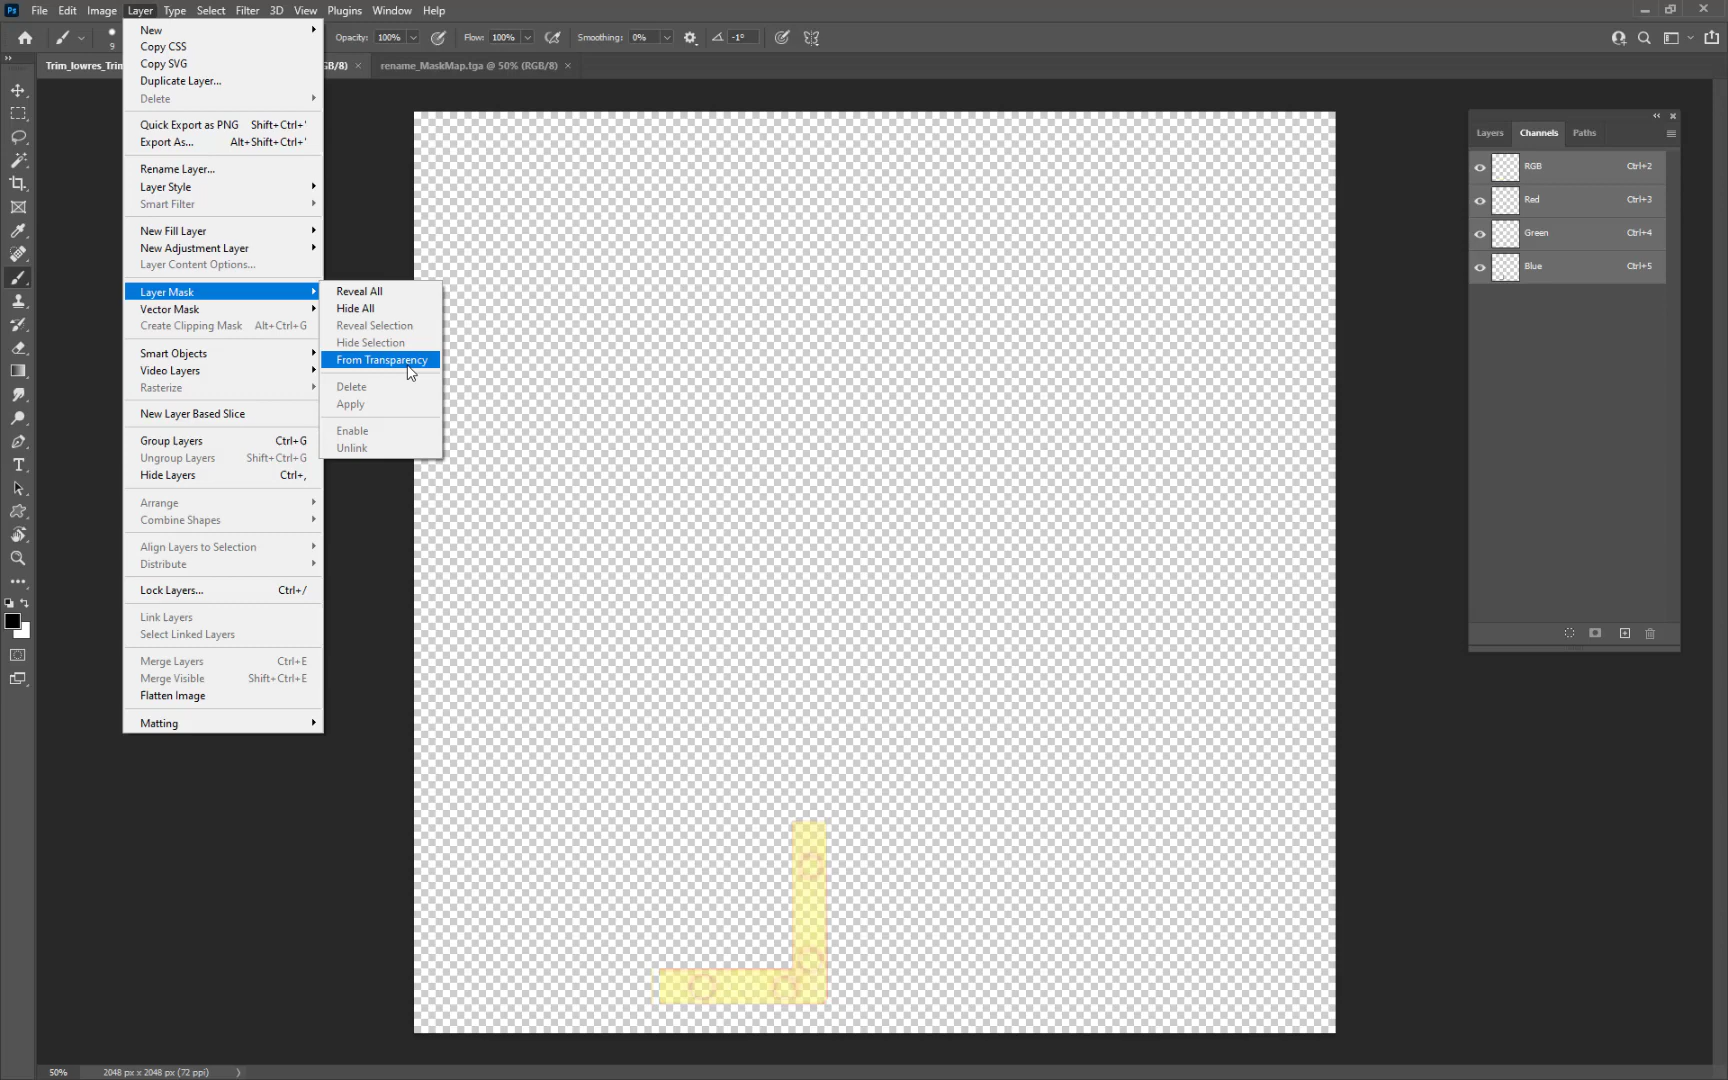 Ps File Edit Image Layer Type Select Filter 3D View Plugins Window Help
9 Opacity: 100% Flow: 100% Smoothing: 0% -1°
Trim_lowres_Trin GB/8) × rename_MaskMap.tga @ 50% (RGB/8) ×
New
Copy CSS
Copy SVG
Duplicate Layer...
Delete
Quick Export as PNG Shift+Ctrl+'
Export As... Alt+Shift+Ctrl+'
Rename Layer...
Layer Style
Smart Filter
New Fill Layer
New Adjustment Layer
Layer Content Options...
Layer Mask
Vector Mask
Create Clipping Mask Alt+Ctrl+G
Smart Objects
Video Layers
Rasterize
New Layer Based Slice
Group Layers Ctrl+G
Ungroup Layers Shift+Ctrl+G
Hide Layers Ctrl+,
Arrange
Combine Shapes
Align Layers to Selection
Distribute
Lock Layers... Ctrl+/
Link Layers
Select Linked Layers
Merge Layers Ctrl+E
Merge Visible Shift+Ctrl+E
Flatten Image
Matting
Reveal All
Hide All
Reveal Selection
Hide Selection
From Transparency
Delete
Apply
Enable
Unlink
Layers Channels Paths
RGB Ctrl+2
Red Ctrl+3
Green Ctrl+4
Blue Ctrl+5
50% 2048 px x 2048 px (72 ppi)